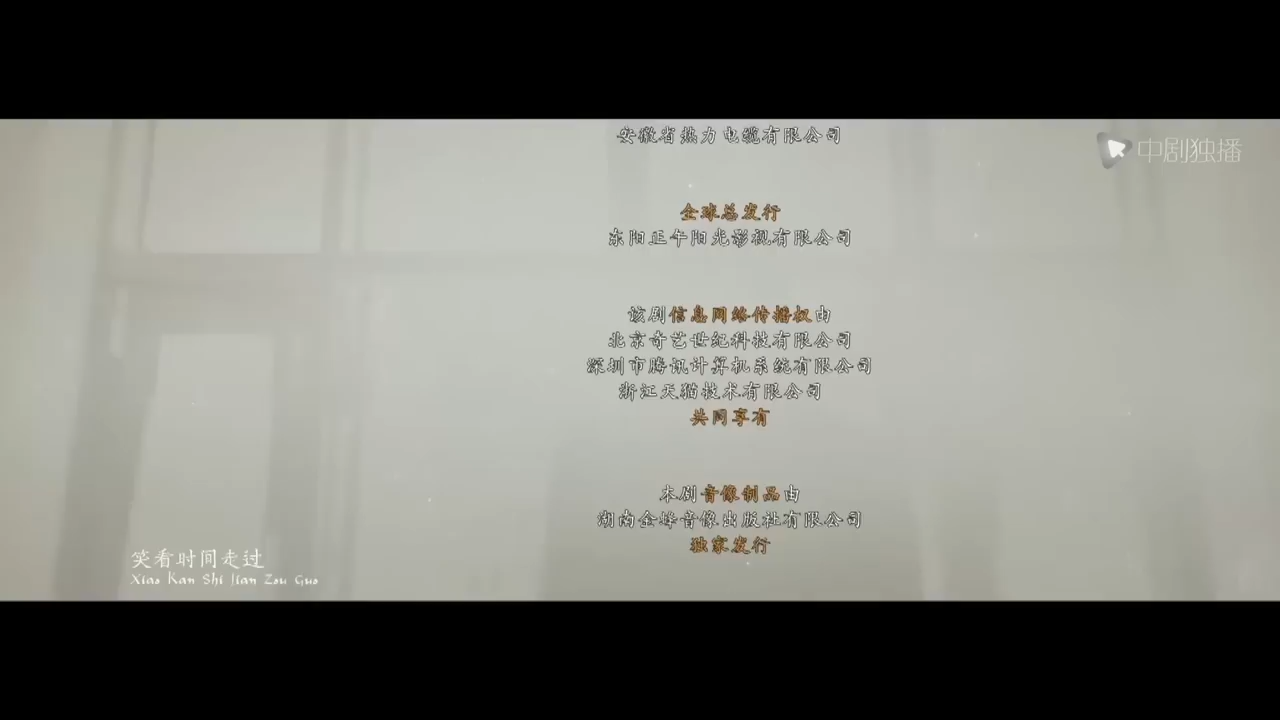 安徽省热力电缆有限公司
中剧独播
全球总发行
东阳正午阳光影视有限公司
该剧信息网络传播权由
北京奇艺世纪科技有限公司
深圳市腾讯计算机系统有限公司
浙江天猫技术有限公司
共同享有
本剧音像制品由
湖南金蜂音像出版社有限公司
独家发行
笑看时间走过
Xiao Kan Shi Jian Zou Guo